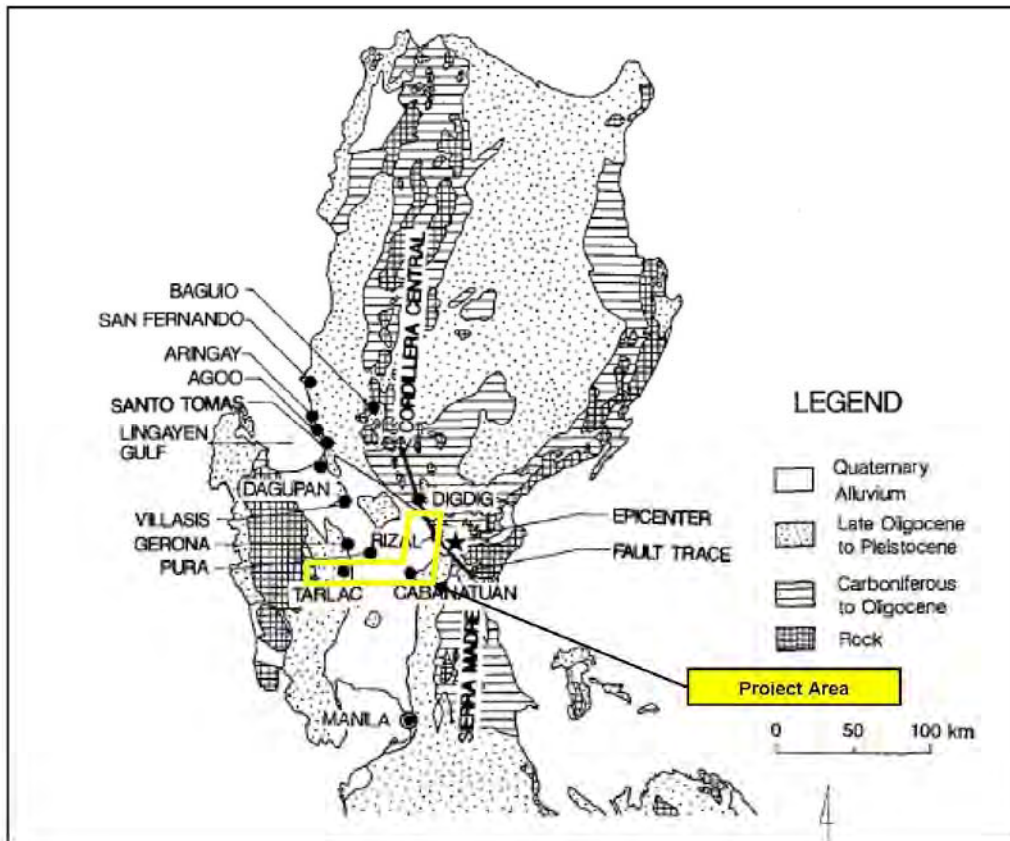 CORDILLERA CENTRAL
BAGUIO
SAN FERNANDO
ARINGAY
AGOO
SANTO TOMAS
LINGAYEN
GULF
DAGUPAN
DIGDIG
VILLASIS
GERONA
RIZAL
PURA
TARLAC
CABANATUAN
EPICENTER
FAULT TRACE
SIERRA MADRE
MANILA
LEGEND
Quaternary
Alluvium
Late Oligocene
to Pleistocene
Carboniferous
to Oligocene
Rock
Project Area
0 50 100 km